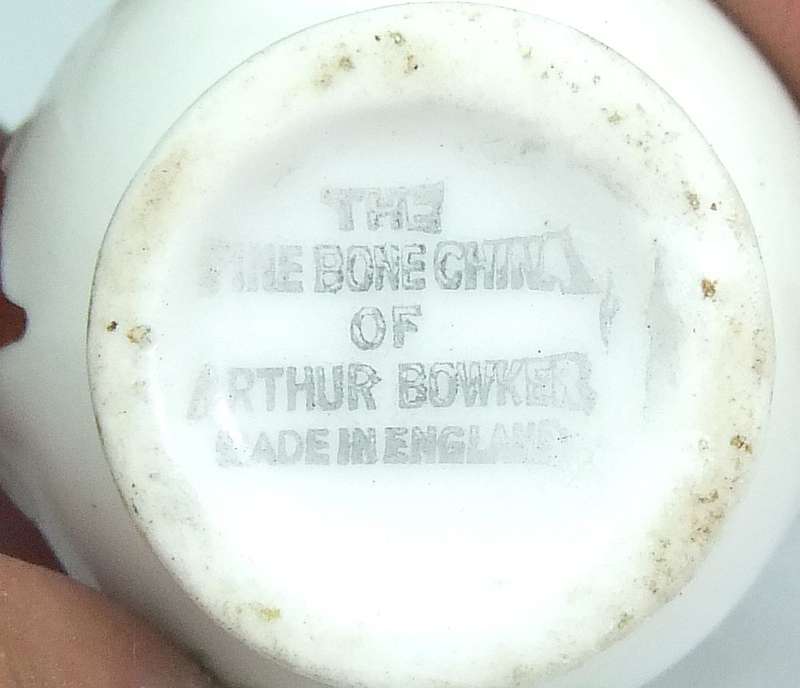 THE
FINE BONE CHINA
OF
ARTHUR BOWKER
MADE IN ENGLAND